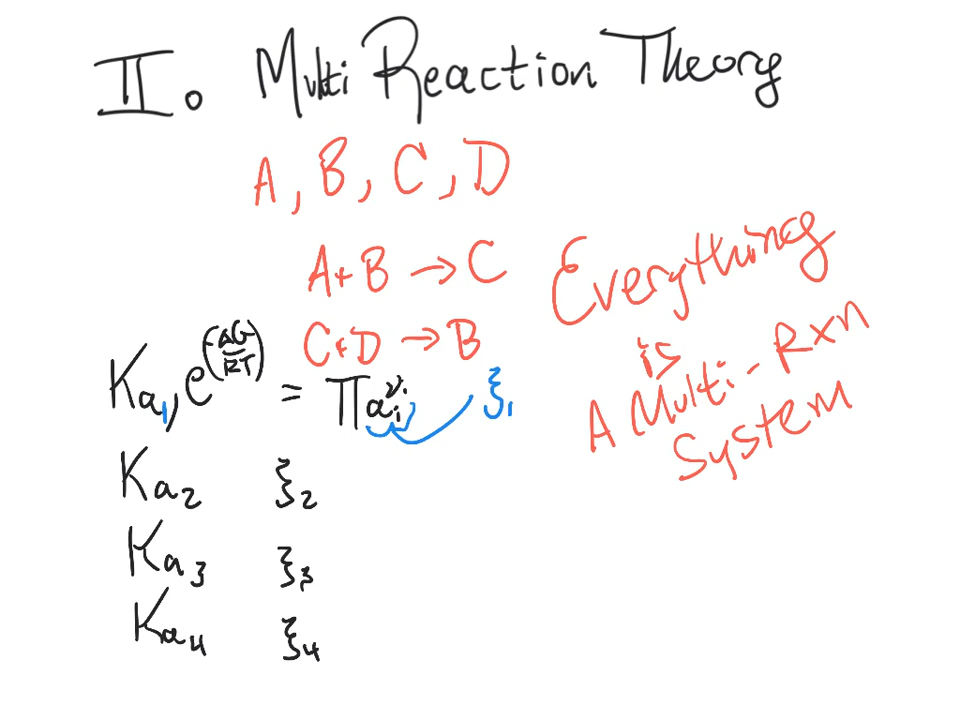 II. Multi Reaction Theory
A, B, C, D
A + B → C
C + D → B
Everything
is
A Multi-Rxn
System
Ka₁, e^(-ΔG/RT) = Πaᵢ^νᵢ ξ₁
Ka₂ ξ₂
Ka₃ ξ₃
Ka₄ ξ₄